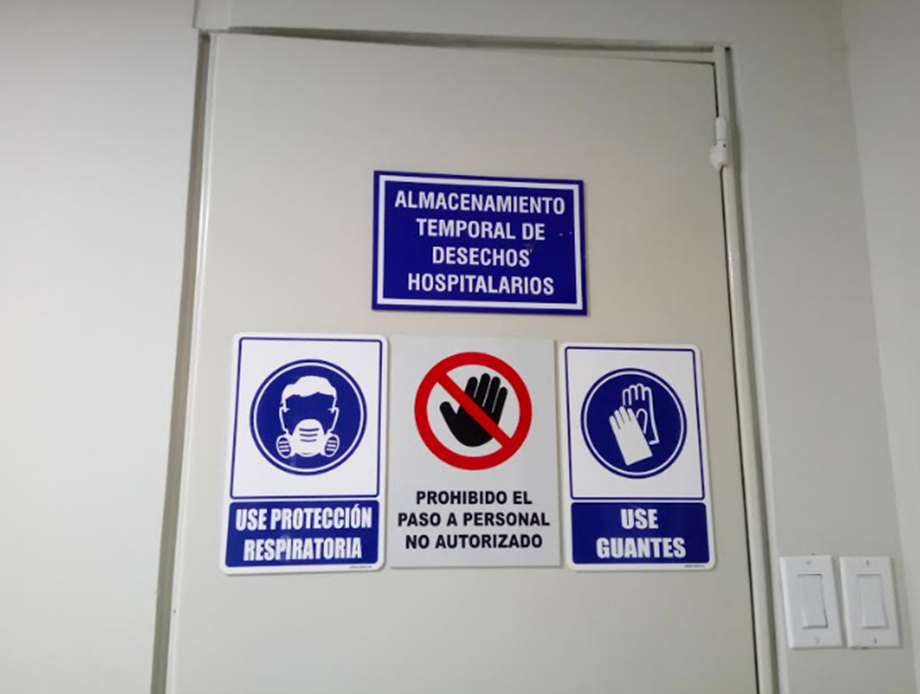 ALMACENAMIENTO
TEMPORAL DE
DESECHOS
HOSPITALARIOS
USE PROTECCIÓN
RESPIRATORIA
PROHIBIDO EL
PASO A PERSONAL
NO AUTORIZADO
USE
GUANTES